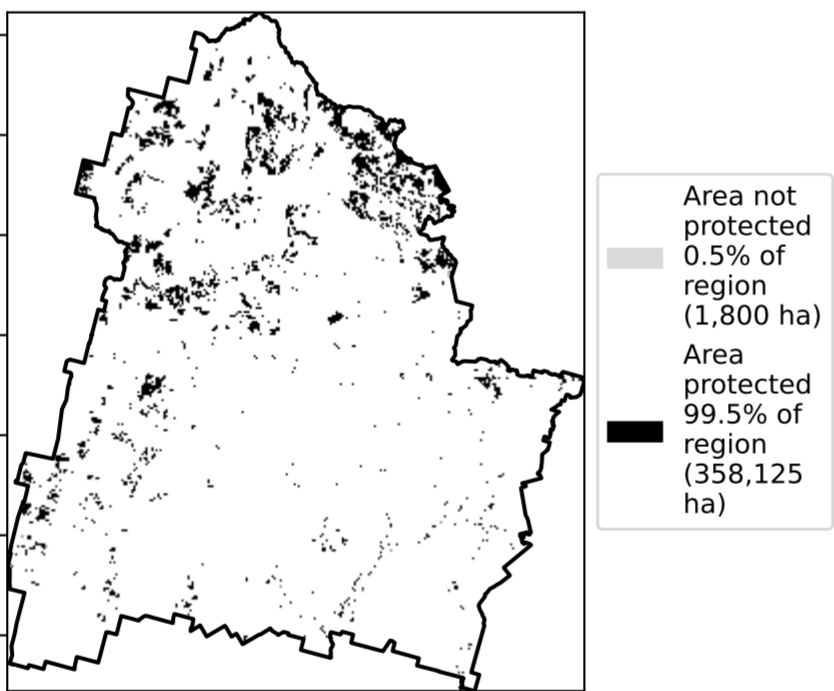 Area not
protected
0.5% of
region
(1,800 ha)
Area
protected
99.5% of
region
(358,125
ha)